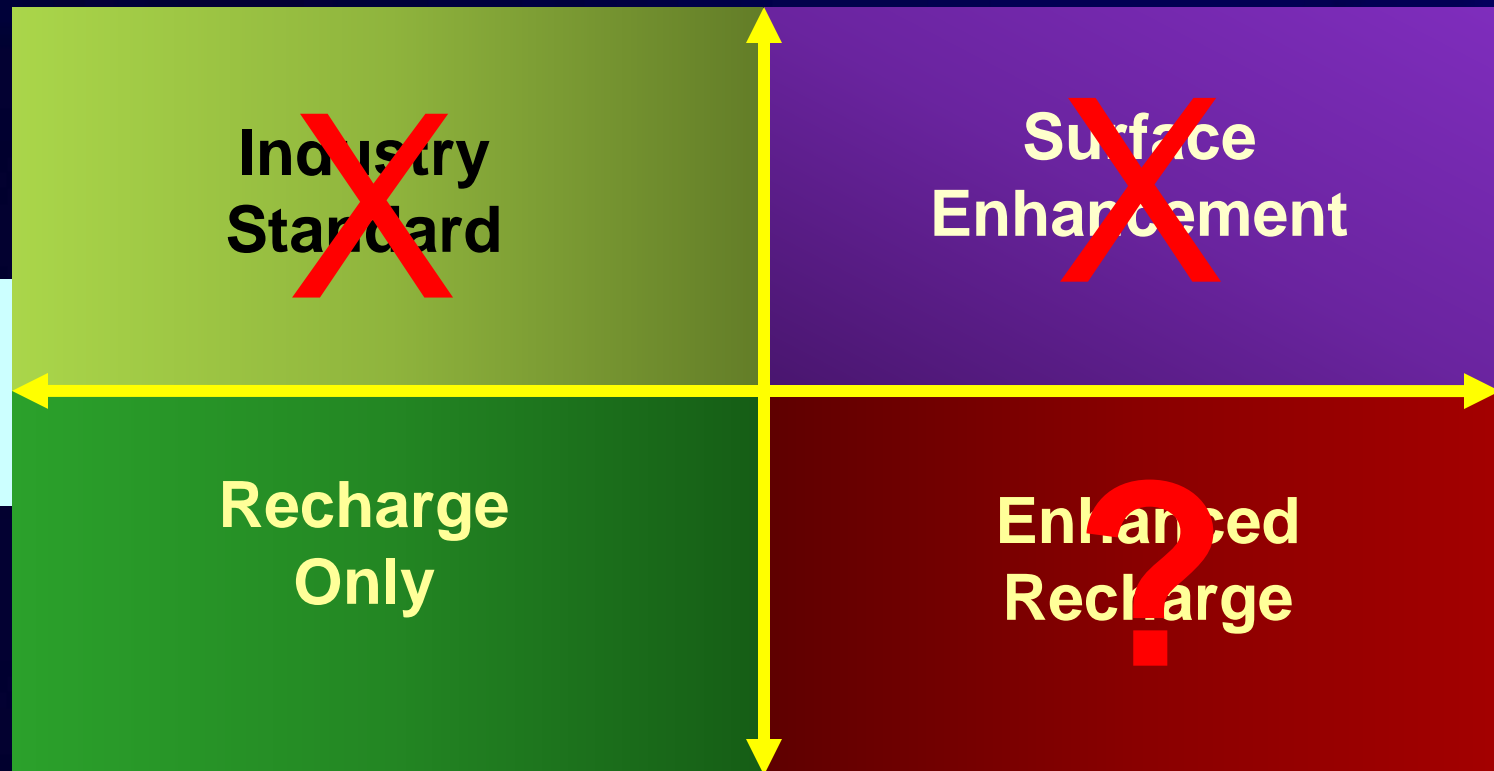 Industry
Standard
X
Surface
Enhancement
X
Recharge
Only
Enhanced
Recharge
?